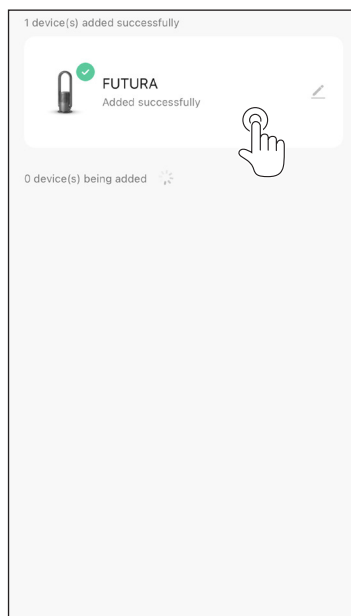 1 device(s) added successfully
FUTURA
Added successfully
0 device(s) being added